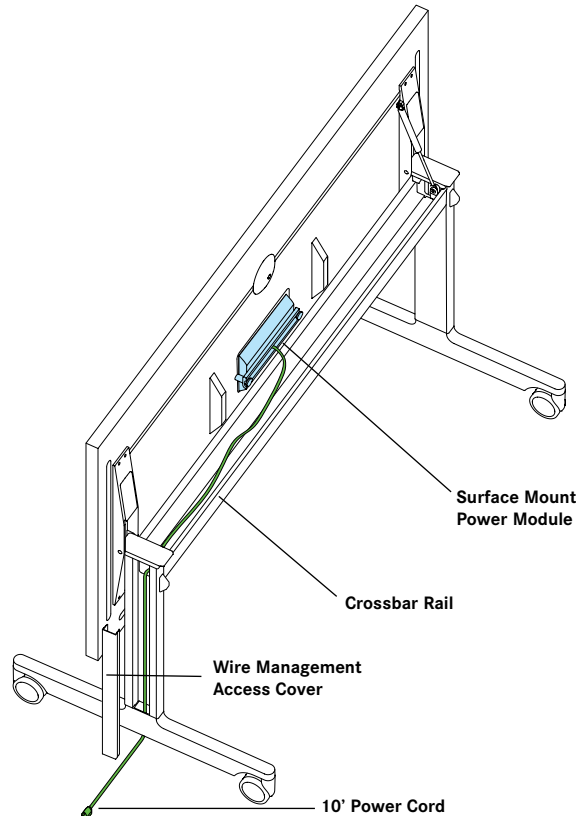 Surface Mount
Power Module
Crossbar Rail
Wire Management
Access Cover
10' Power Cord